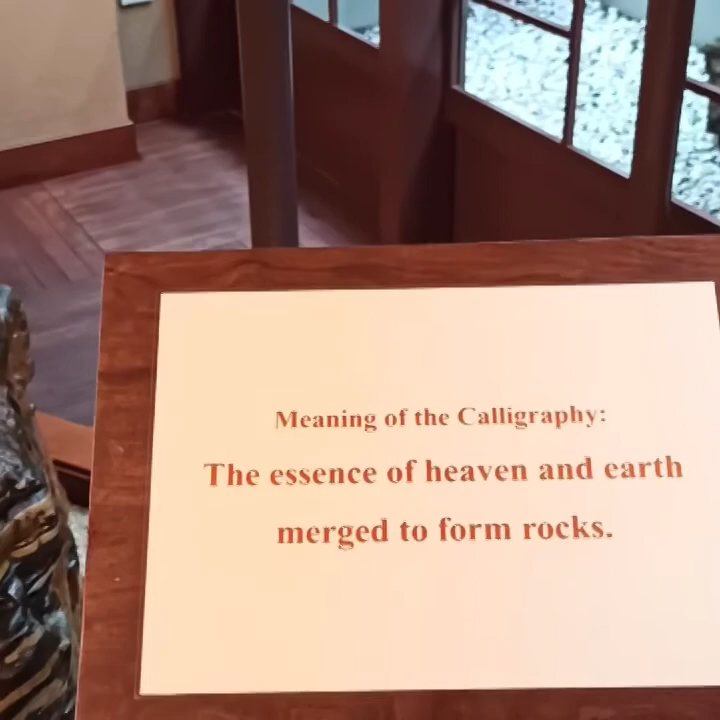 Meaning of the Calligraphy:
The essence of heaven and earth
merged to form rocks.